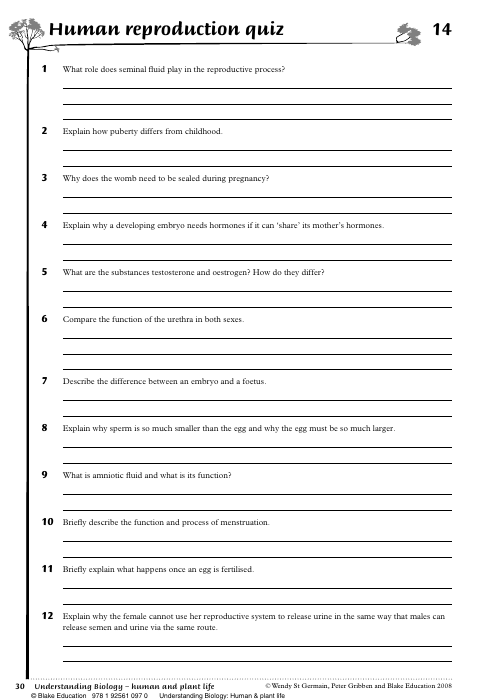 Human reproduction quiz 14
1 What role does seminal fluid play in the reproductive process?
2 Explain how puberty differs from childhood.
3 Why does the womb need to be sealed during pregnancy?
4 Explain why a developing embryo needs hormones if it can ‘share’ its mother’s hormones.
5 What are the substances testosterone and oestrogen? How do they differ?
6 Compare the function of the urethra in both sexes.
7 Describe the difference between an embryo and a foetus.
8 Explain why sperm is so much smaller than the egg and why the egg must be so much larger.
9 What is amniotic fluid and what is its function?
10 Briefly describe the function and process of menstruation.
11 Briefly explain what happens once an egg is fertilised.
12 Explain why the female cannot use her reproductive system to release urine in the same way that males can
release semen and urine via the same route.
30 Understanding Biology – human and plant life © Wendy St Germain, Peter Gribben and Blake Education 2008
© Blake Education 978 1 92561 097 0 Understanding Biology: Human & plant life